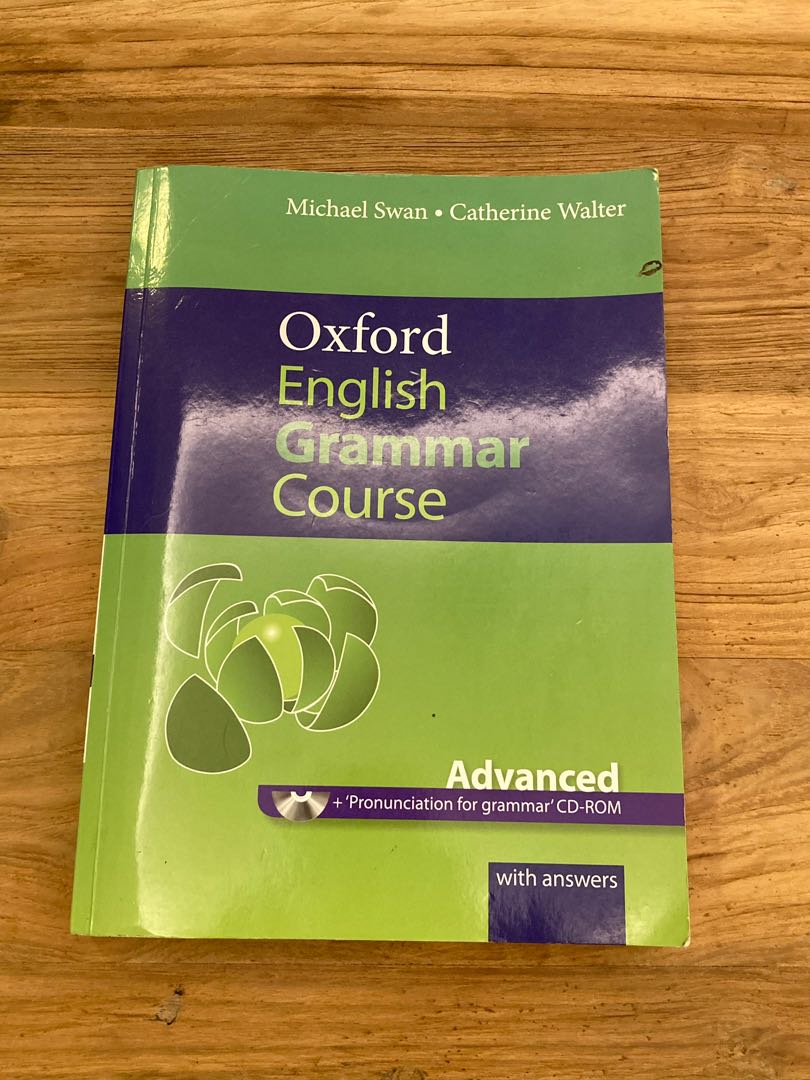 Michael Swan • Catherine Walter
Oxford
English
Grammar
Course
Advanced
+ 'Pronunciation for grammar' CD-ROM
with answers